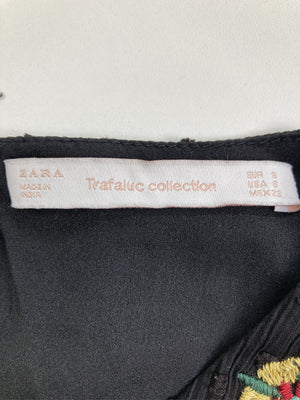 ZARA
MADE IN
INDIA
Trafaluc collection
EUR S
USA S
MEX 26